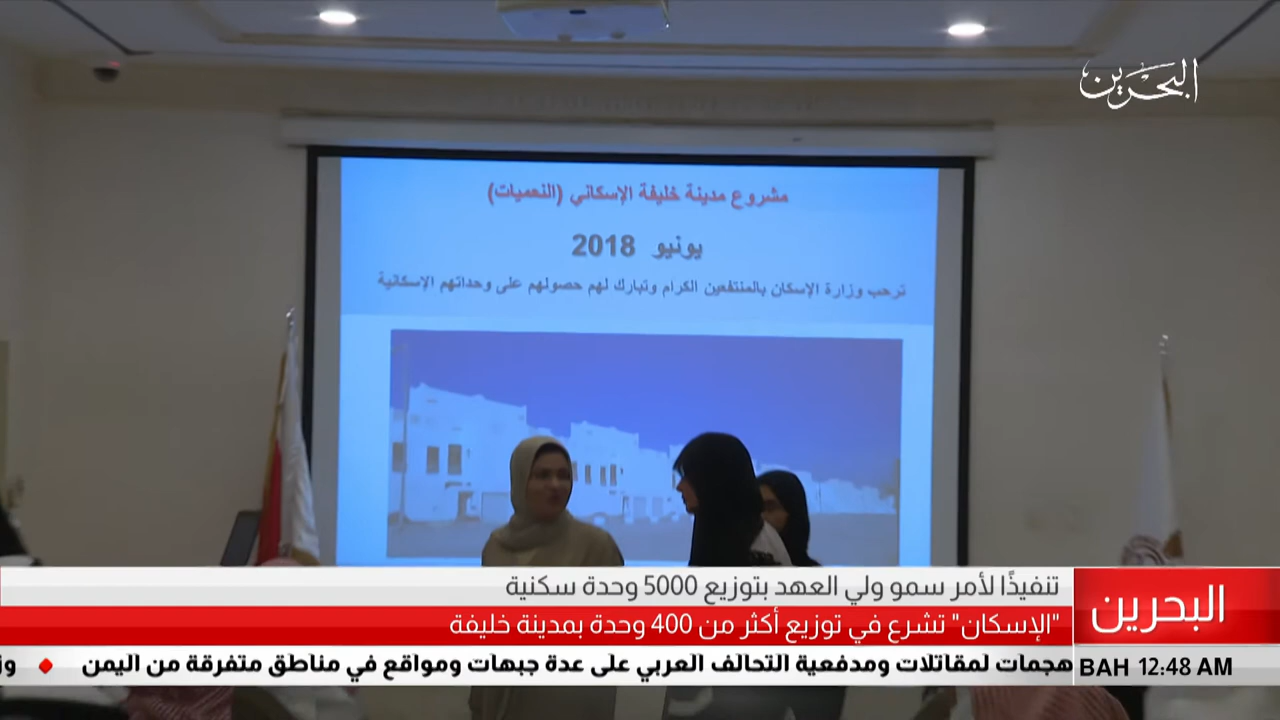 البحرين
مشروع مدينة خليفة الإسكاني (النعميات)
يونيو 2018
ترحب وزارة الإسكان بالمنتفعين الكرام وتبارك لهم حصولهم على وحداتهم الإسكانية
تنفيذًا لأمر سمو ولي العهد بتوزيع 5000 وحدة سكنية
"الإسكان" تشرع في توزيع أكثر من 400 وحدة بمدينة خليفة
البحرين
هجمات لمقاتلات ومدفعية التحالف العربي على عدة جبهات ومواقع في مناطق متفرقة من اليمن
BAH 12:48 AM